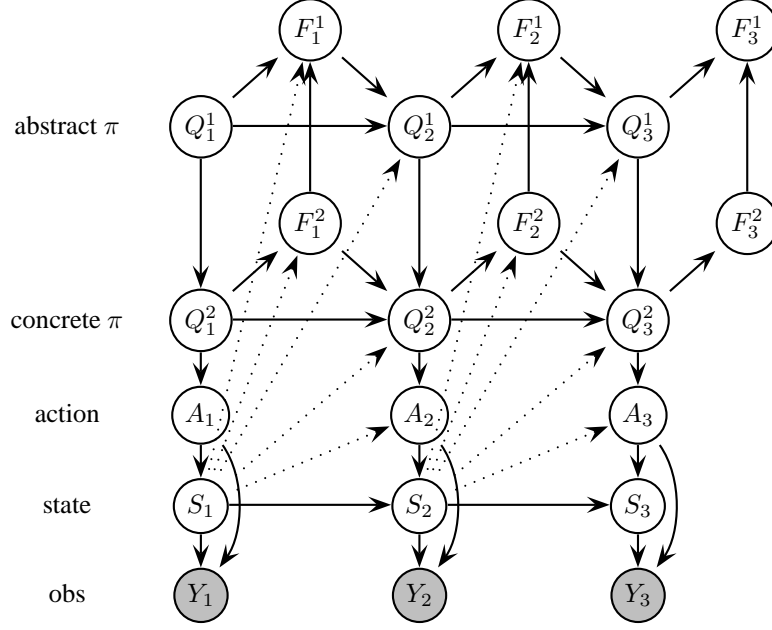 F_1^1 F_2^1 F_3^1
abstract π Q_1^1 Q_2^1 Q_3^1
F_1^2 F_2^2 F_3^2
concrete π Q_1^2 Q_2^2 Q_3^2
action A_1 A_2 A_3
state S_1 S_2 S_3
obs Y_1 Y_2 Y_3